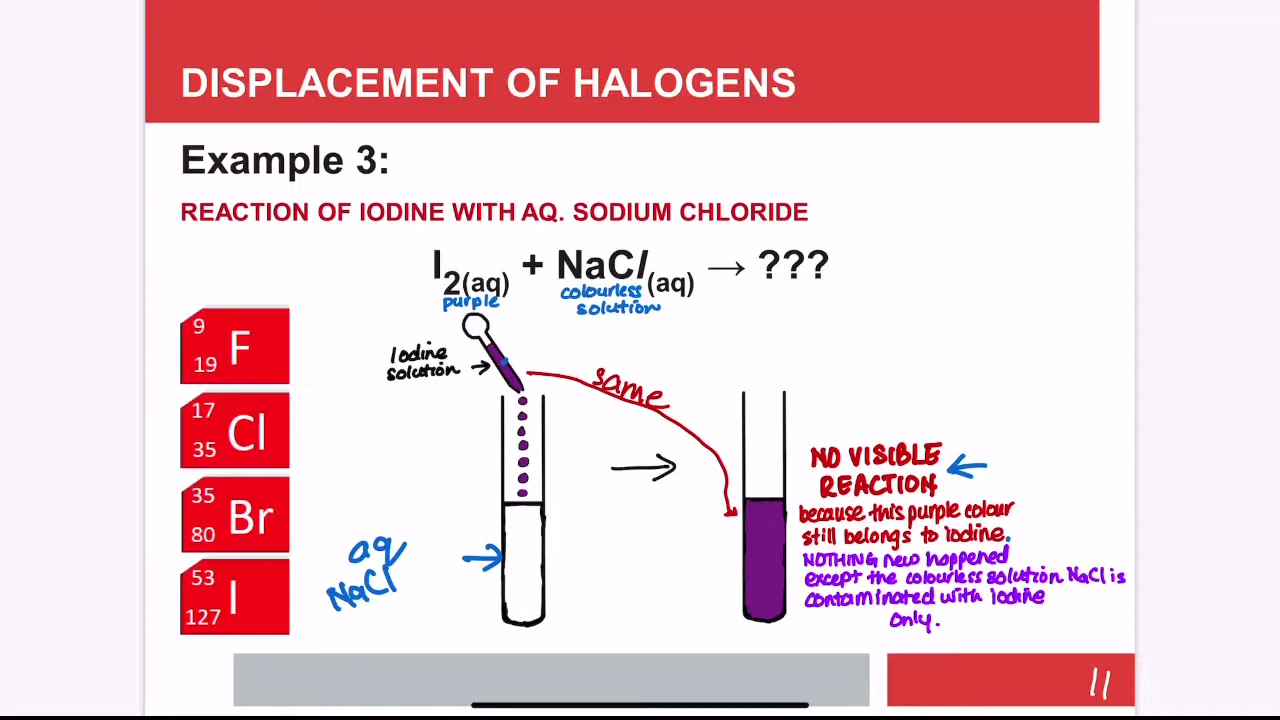 DISPLACEMENT OF HALOGENS
Example 3:
REACTION OF IODINE WITH AQ. SODIUM CHLORIDE
I2(aq) + NaCl(aq) → ???
purple
colourless
solution
Iodine
solution
same
9
19
F
17
35
Cl
35
80
Br
53
127
I
aq
NaCl
NO VISIBLE
REACTION
because this purple colour
still belongs to iodine.
NOTHING new happened
except the colourless solution NaCl is
contaminated with iodine
only.
11